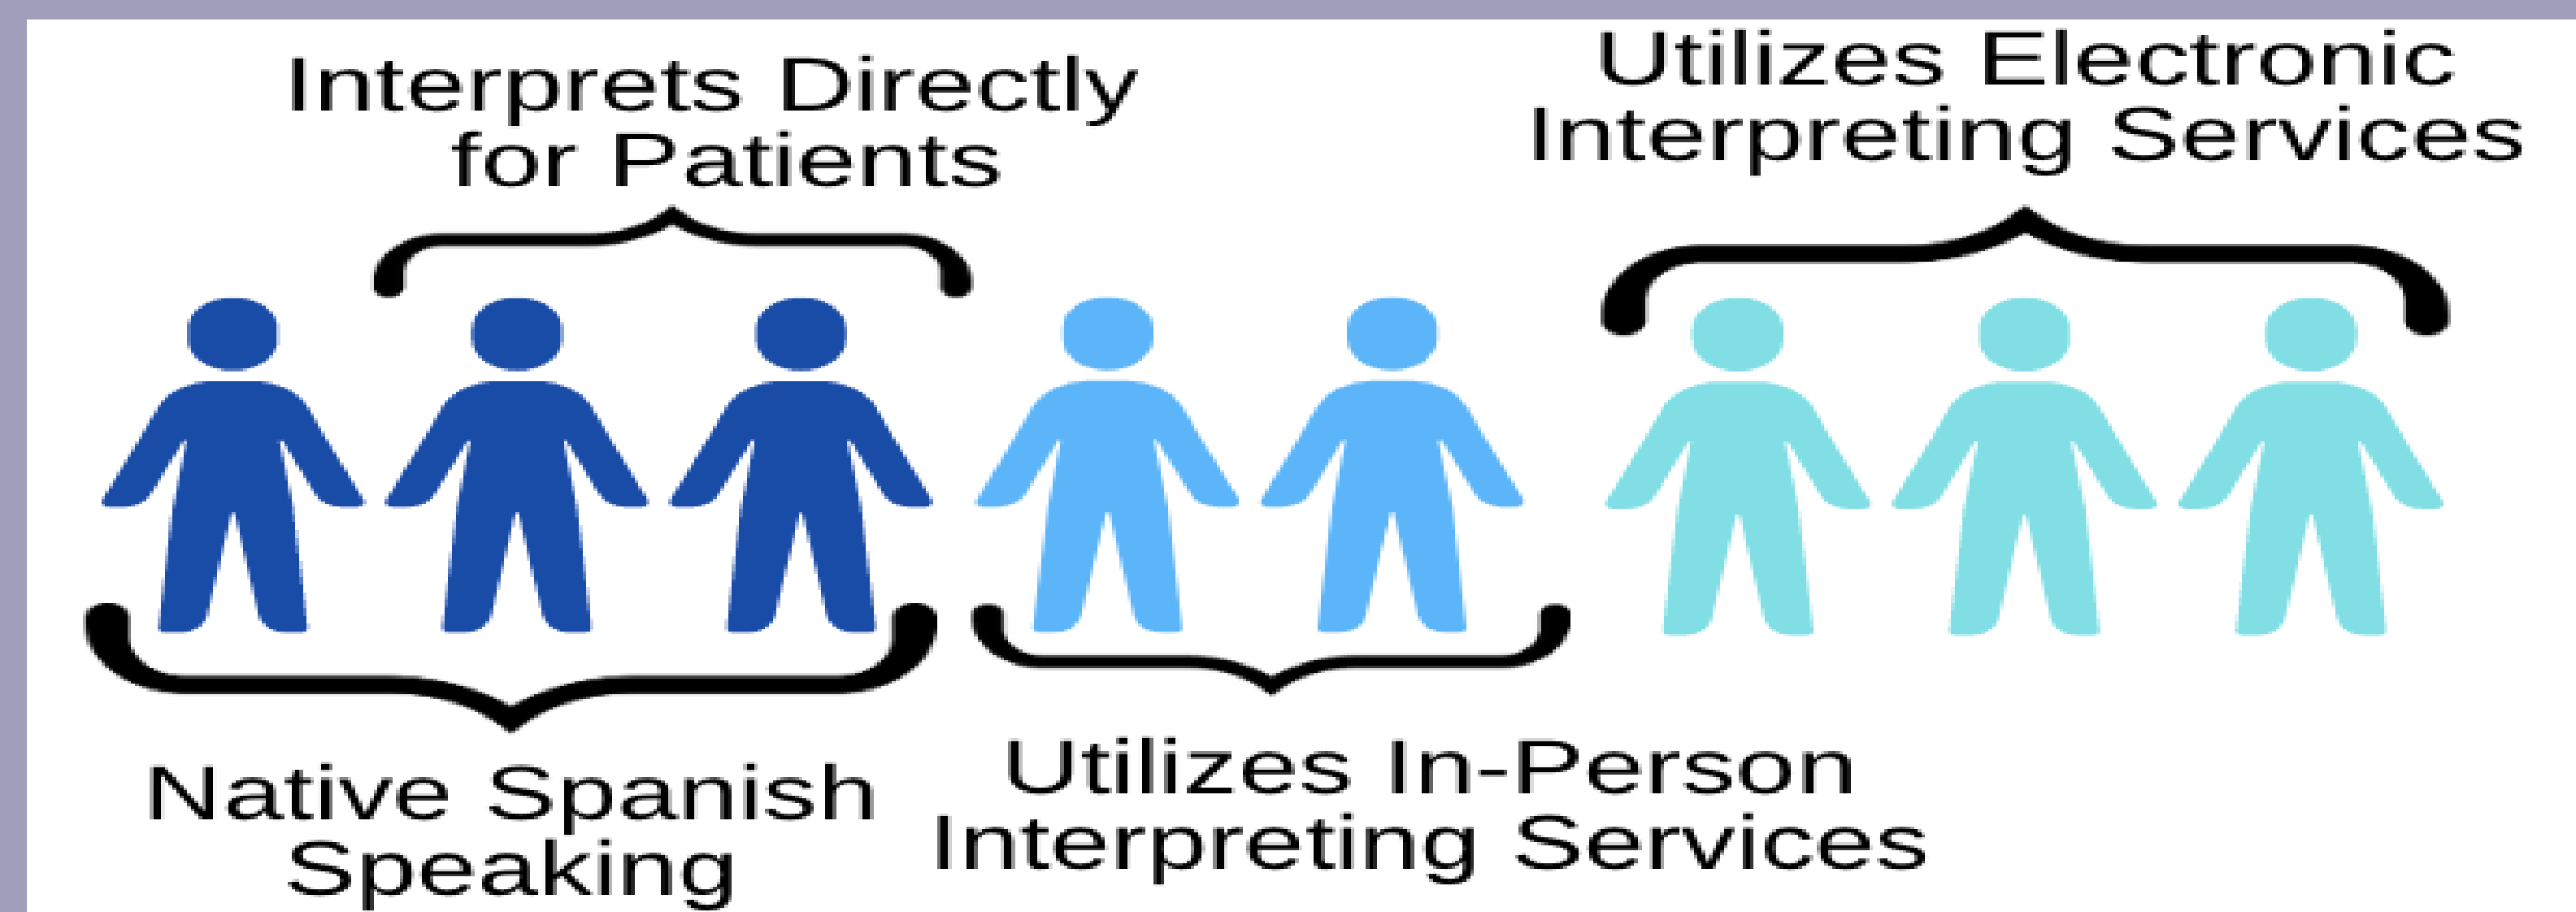 Interprets Directly
for Patients
Utilizes Electronic
Interpreting Services
Native Spanish
Speaking
Utilizes In-Person
Interpreting Services